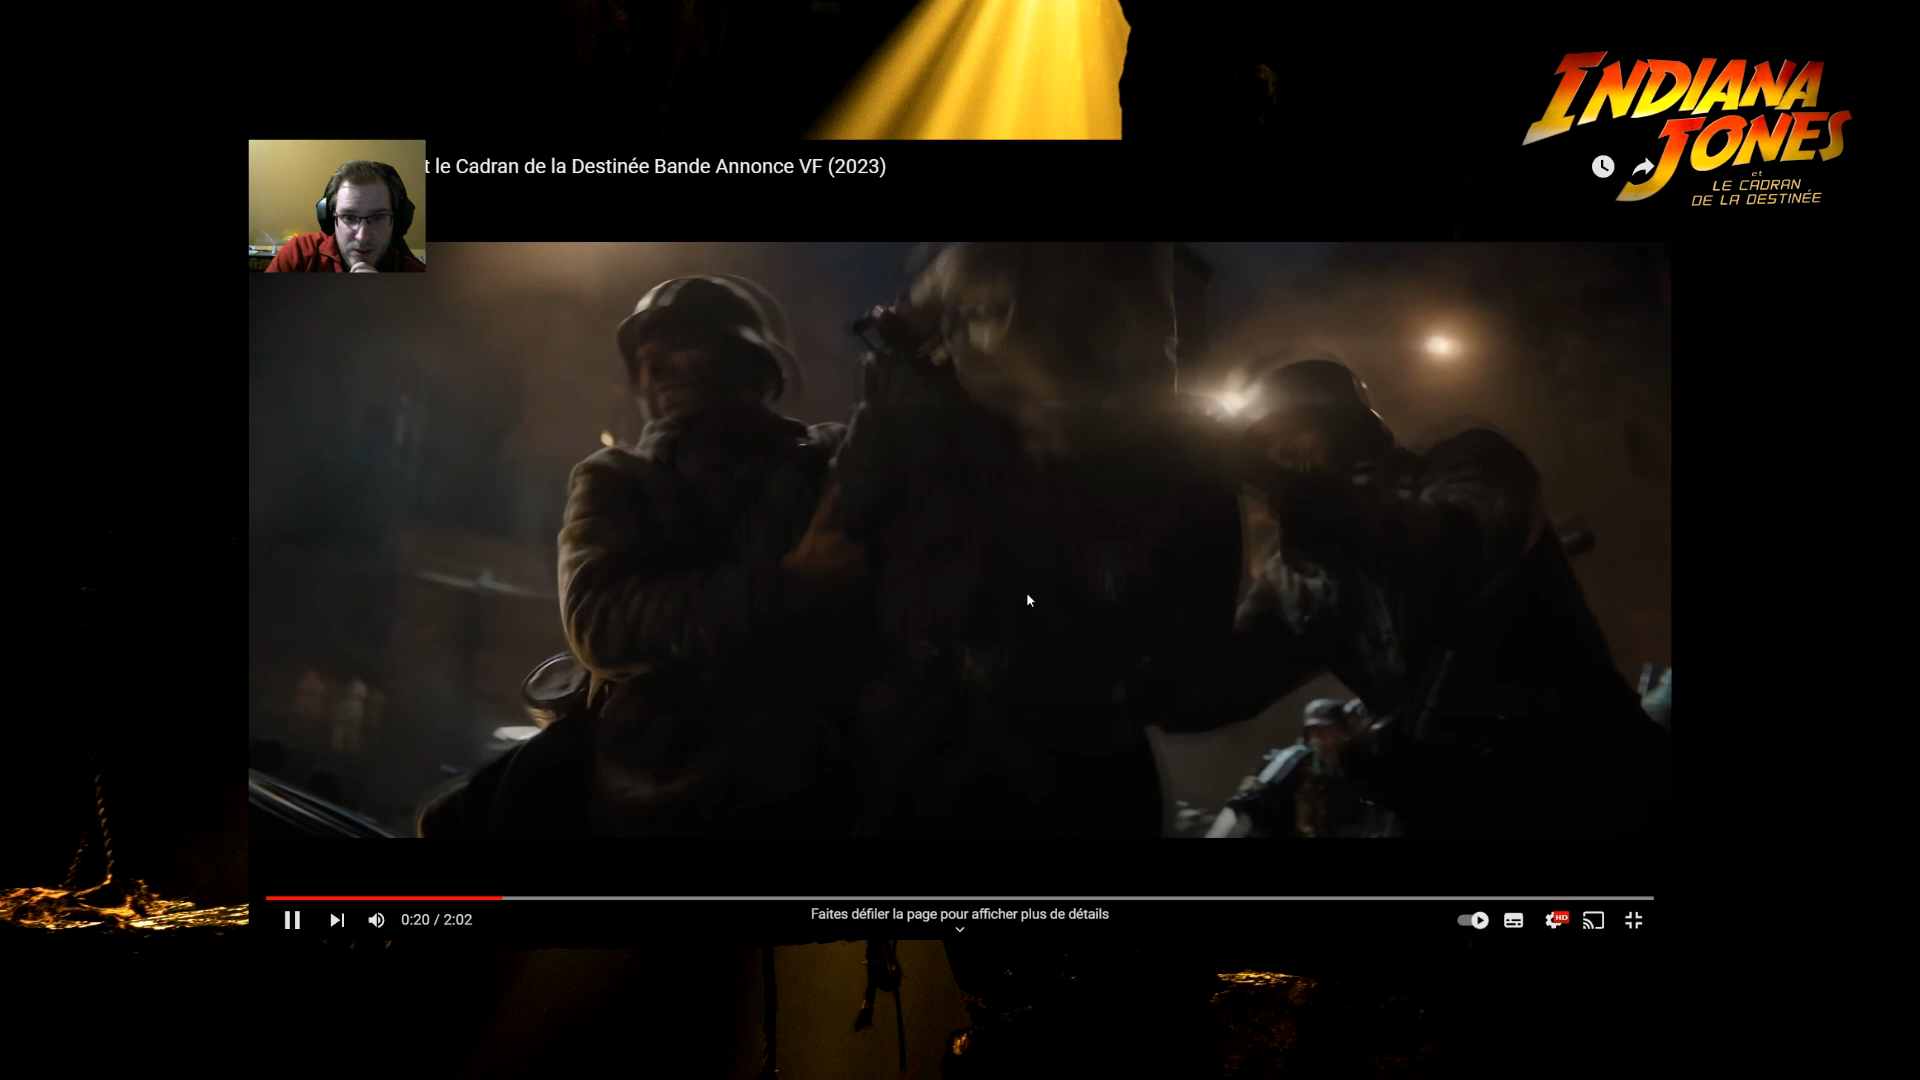 INDIANA
JONES
et
LE CADRAN
DE LA DESTINÉE
t le Cadran de la Destinée Bande Annonce VF (2023)
0:20 / 2:02
Faites défiler la page pour afficher plus de détails
HD